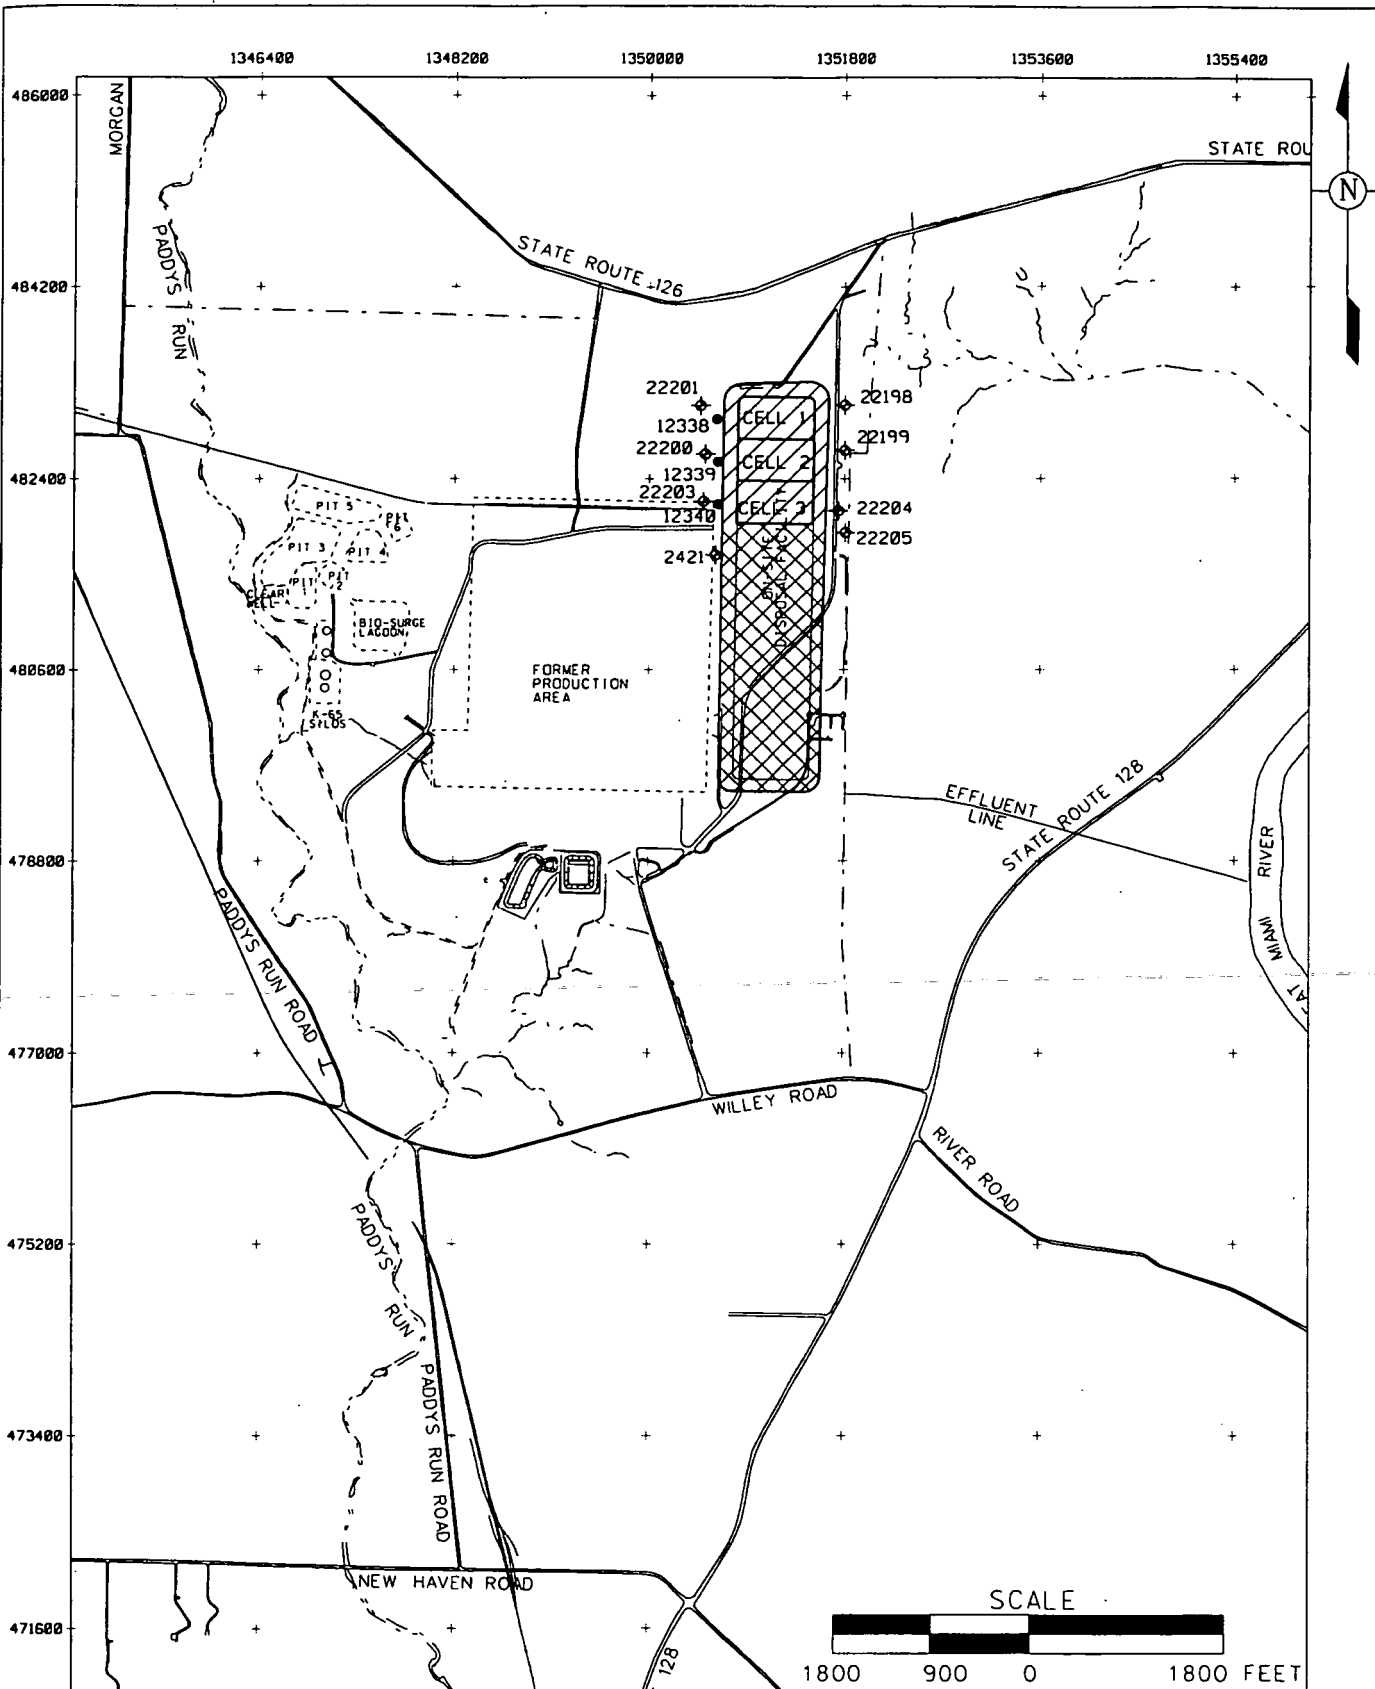 1346400 1348200 1350000 1351800 1353600 1355400
486000
MORGAN
STATE ROU
N
PADDYS RUN
STATE ROUTE 126
484200
22201
22198
12338
CELL 1
22200
22199
12339
CELL 2
482400
22203
12340
CELL 3
22204
22205
2421
ON-SITE
DISPOSAL FACILITY
PIT 5
PIT 6
PIT 3
PIT 4
PIT
PIT 2
CLEAR
BIO-SURGE
LAGOON
480600
FORMER
PRODUCTION
AREA
K-65
SILOS
EFFLUENT
LINE
STATE ROUTE 128
RIVER
MIAMI
478800
PADDYS RUN ROAD
477000
WILLEY ROAD
RIVER ROAD
PADDYS
RUN
475200
PADDYS RUN ROAD
473400
NEW HAVEN ROAD
471600
128
SCALE
1800 900 0 1800 FEET